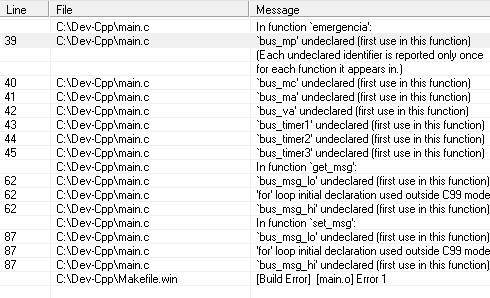 Line File Message
C:\Dev-Cpp\main.c In function `emergencia':
39 C:\Dev-Cpp\main.c `bus_mp' undeclared (first use in this function)
(Each undeclared identifier is reported only once
for each function it appears in.)
40 C:\Dev-Cpp\main.c `bus_mc' undeclared (first use in this function)
41 C:\Dev-Cpp\main.c `bus_ma' undeclared (first use in this function)
42 C:\Dev-Cpp\main.c `bus_va' undeclared (first use in this function)
43 C:\Dev-Cpp\main.c `bus_timer1' undeclared (first use in this function)
44 C:\Dev-Cpp\main.c `bus_timer2' undeclared (first use in this function)
45 C:\Dev-Cpp\main.c `bus_timer3' undeclared (first use in this function)
C:\Dev-Cpp\main.c In function `get_msg':
62 C:\Dev-Cpp\main.c `bus_msg_lo' undeclared (first use in this function)
62 C:\Dev-Cpp\main.c 'for' loop initial declaration used outside C99 mode
62 C:\Dev-Cpp\main.c `bus_msg_hi' undeclared (first use in this function)
C:\Dev-Cpp\main.c In function `set_msg':
87 C:\Dev-Cpp\main.c `bus_msg_lo' undeclared (first use in this function)
87 C:\Dev-Cpp\main.c 'for' loop initial declaration used outside C99 mode
87 C:\Dev-Cpp\main.c `bus_msg_hi' undeclared (first use in this function)
C:\Dev-Cpp\Makefile.win [Build Error] [main.o] Error 1